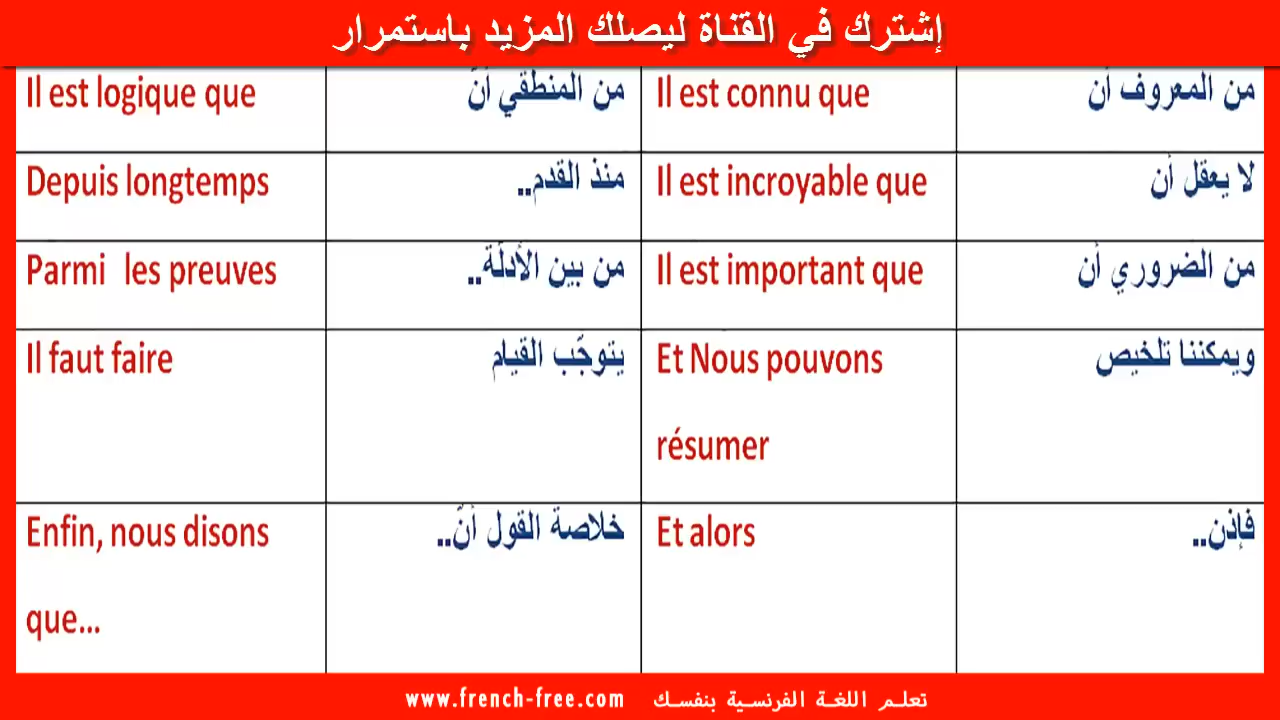 إشترك في القناة ليصلك المزيد باستمرار
Il est logique que
من المنطقي أنّ
Il est connu que
من المعروف أن
Depuis longtemps
منذ القدم..
Il est incroyable que
لا يعقل أن
Parmi les preuves
من بين الأدلّة..
Il est important que
من الضروري أن
Il faut faire
يتوجّب القيام
Et Nous pouvons
résumer
ويمكننا تلخيص
Enfin, nous disons
que...
خلاصة القول أنّ..
Et alors
فإذن..
www.french-free.com تعلم اللغة الفرنسية بنفسك